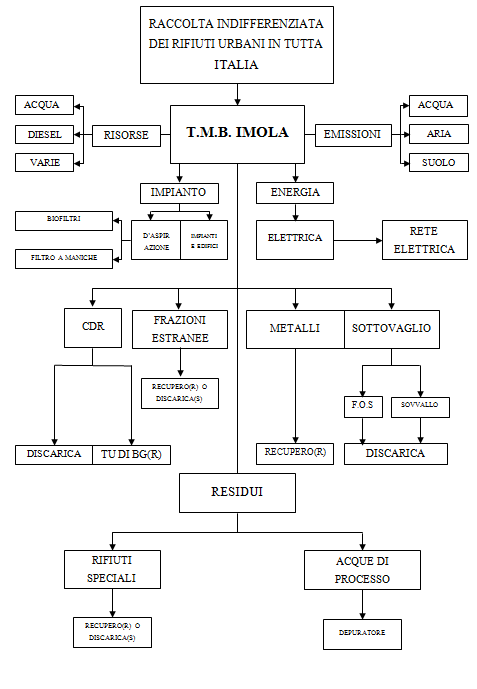 RACCOLTA INDIFFERENZIATA
DEI RIFIUTI URBANI IN TUTTA
ITALIA
ACQUA
DIESEL
VARIE
RISORSE
T.M.B. IMOLA
EMISSIONI
ACQUA
ARIA
SUOLO
IMPIANTO
ENERGIA
BIOFILTRI
FILTRO A MANICHE
D'ASPIR
AZIONE
IMPIANTI
E EDIFICI
ELETTRICA
RETE
ELETTRICA
CDR
FRAZIONI
ESTRANEE
METALLI
SOTTOVAGLIO
RECUPERO(R) O
DISCARICA(S)
F.O.S
SOVVALLO
DISCARICA
TU DI BG(R)
RECUPERO(R)
DISCARICA
RESIDUI
RIFIUTI
SPECIALI
ACQUE DI
PROCESSO
RECUPERO(R) O
DISCARICA(S)
DEPURATORE